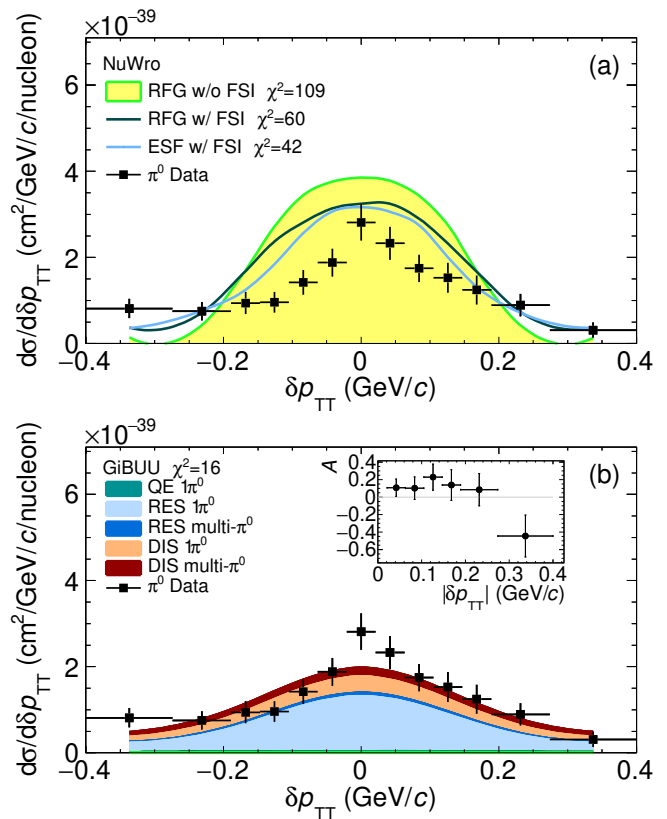 ×10⁻³⁹
dσ/dδp_TT (cm²/GeV/c/nucleon)
6
4
2
0
NuWro
RFG w/o FSI χ²=109
RFG w/ FSI χ²=60
ESF w/ FSI χ²=42
π⁰ Data
(a)
−0.4 −0.2 0 0.2 0.4
δp_TT (GeV/c)
×10⁻³⁹
dσ/dδp_TT (cm²/GeV/c/nucleon)
6
4
2
0
GiBUU χ²=16
QE 1π⁰
RES 1π⁰
RES multi-π⁰
DIS 1π⁰
DIS multi-π⁰
π⁰ Data
(b)
A
0.4
0.2
0
−0.2
−0.4
−0.6
0 0.1 0.2 0.3 0.4
|δp_TT| (GeV/c)
−0.4 −0.2 0 0.2 0.4
δp_TT (GeV/c)